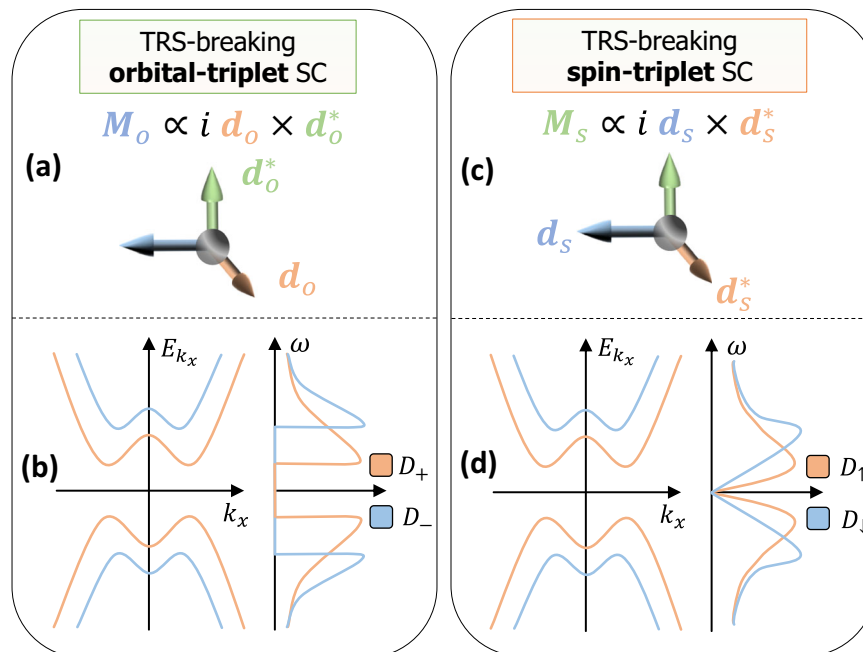 TRS-breaking
orbital-triplet SC
M_o ∝ i d_o × d_o^*
(a)
d_o^*
d_o
E_{k_x}
ω
(b)
k_x
D_+
D_−
TRS-breaking
spin-triplet SC
M_s ∝ i d_s × d_s^*
(c)
d_s
d_s^*
E_{k_x}
ω
(d)
k_x
D_↑